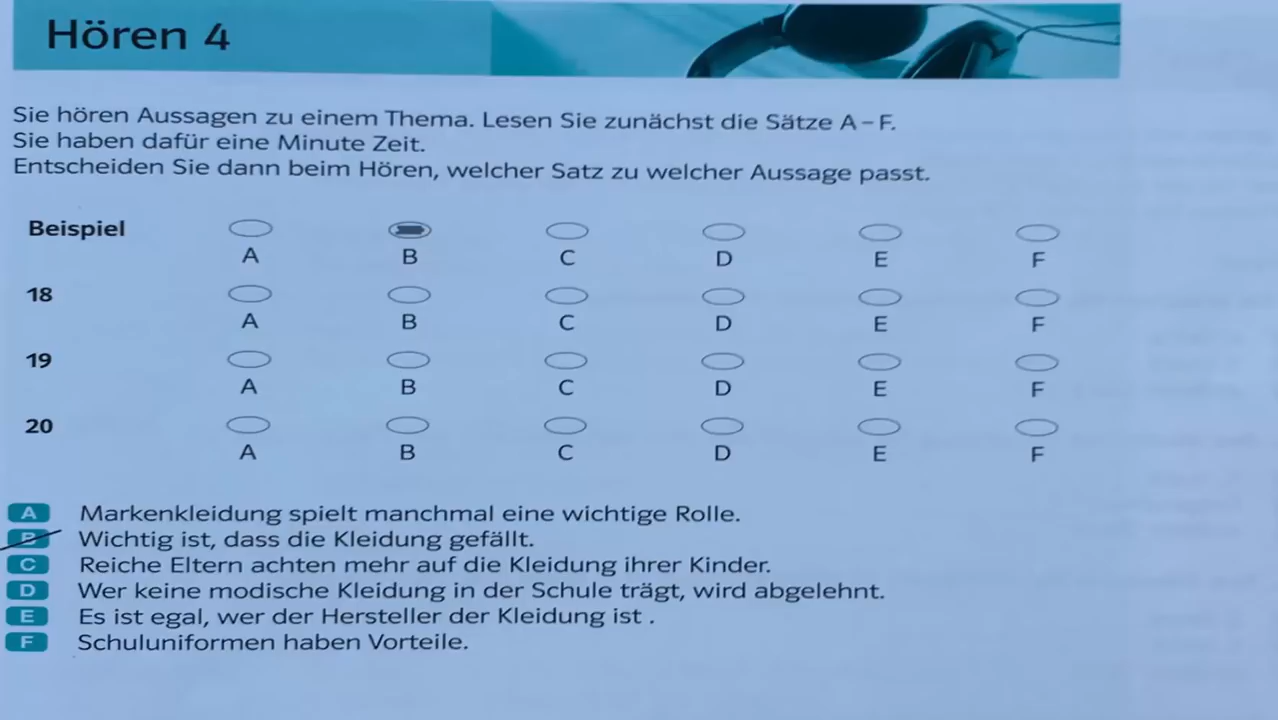 Hören 4
Sie hören Aussagen zu einem Thema. Lesen Sie zunächst die Sätze A – F.
Sie haben dafür eine Minute Zeit.
Entscheiden Sie dann beim Hören, welcher Satz zu welcher Aussage passt.
Beispiel
A B C D E F
18
A B C D E F
19
A B C D E F
20
A B C D E F
A Markenkleidung spielt manchmal eine wichtige Rolle.
B Wichtig ist, dass die Kleidung gefällt.
C Reiche Eltern achten mehr auf die Kleidung ihrer Kinder.
D Wer keine modische Kleidung in der Schule trägt, wird abgelehnt.
E Es ist egal, wer der Hersteller der Kleidung ist .
F Schuluniformen haben Vorteile.